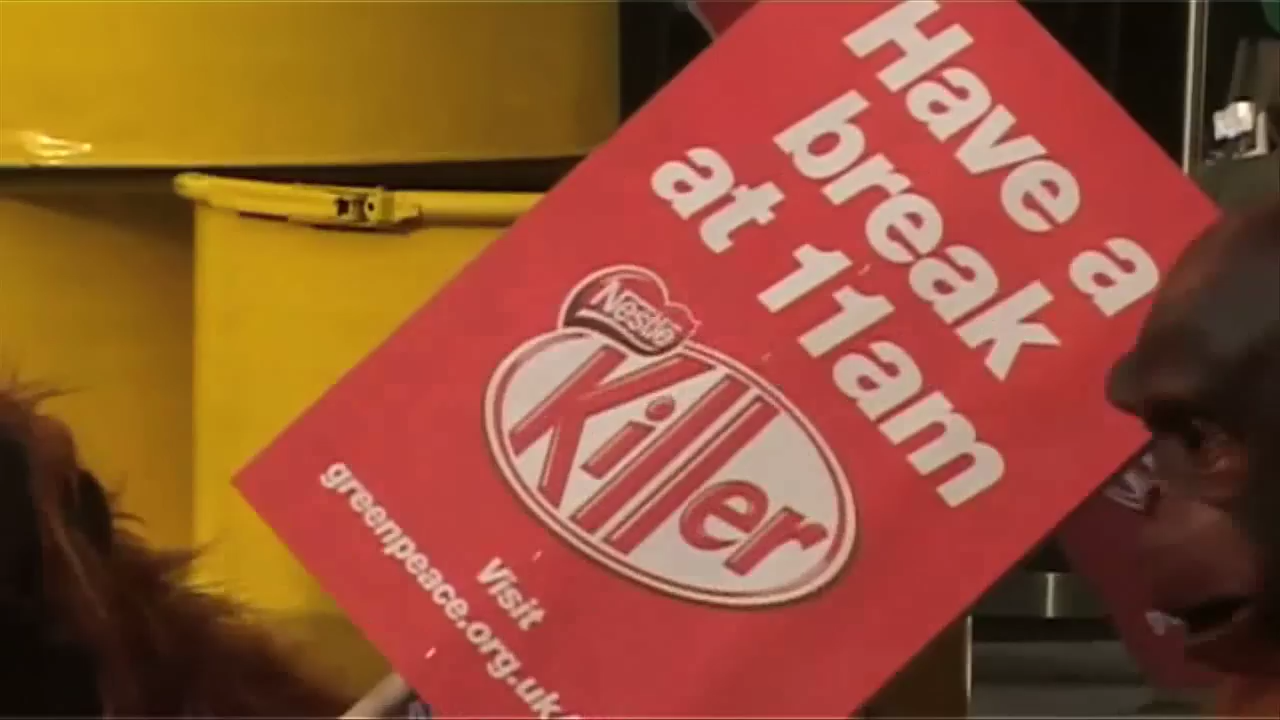 Have a
break
at 11am
Nestlé
Killer
Visit
greenpeace.org.uk/